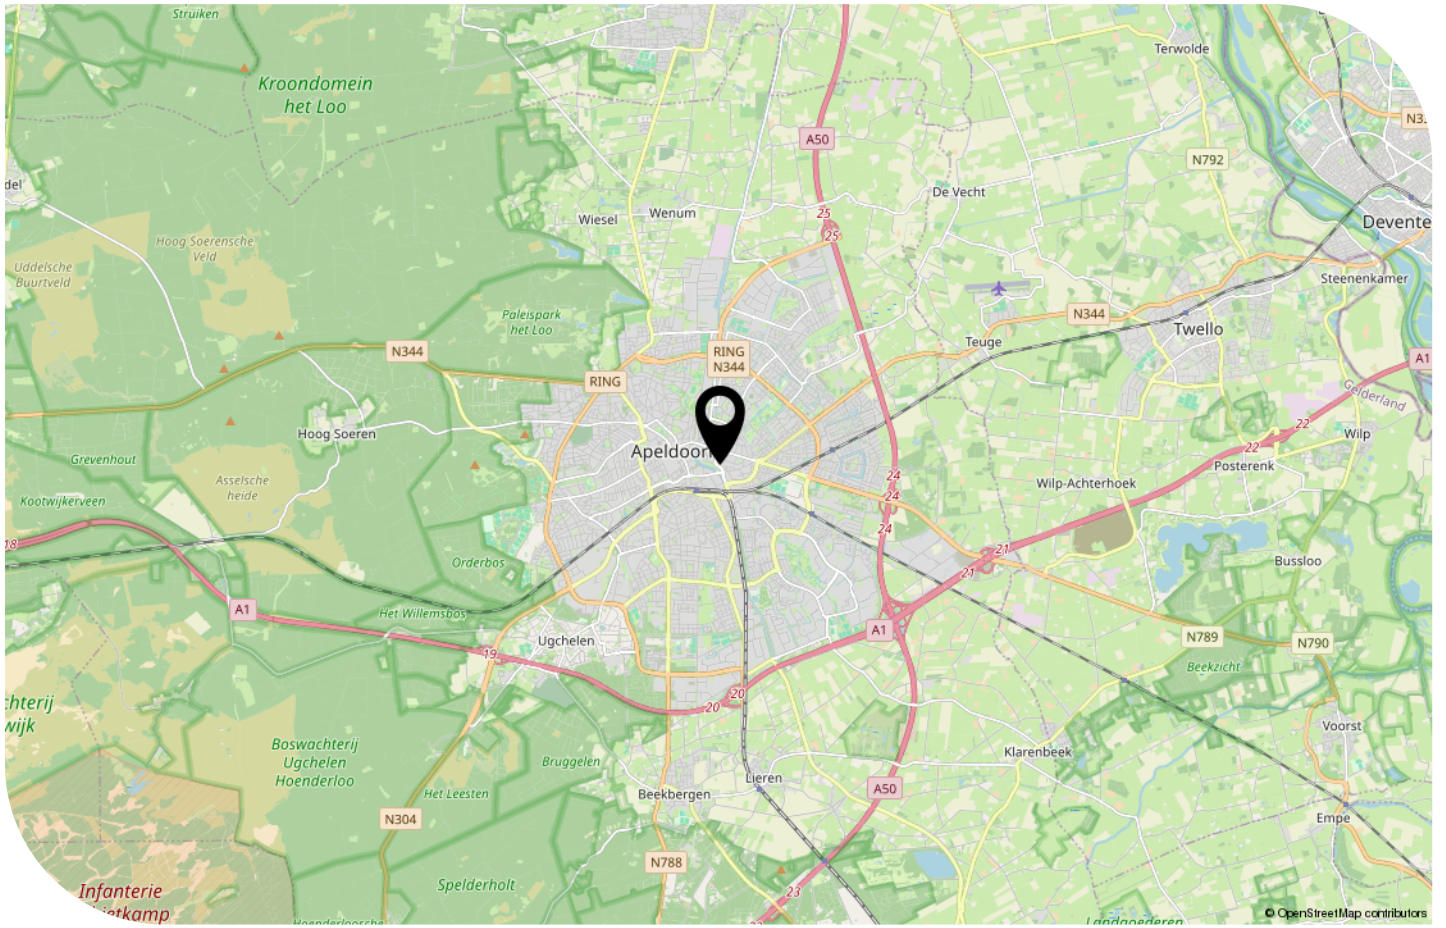 Struiken
Terwolde
Kroondomein
het Loo
A50
N792
del
De Vecht
Wiesel
Wenum
25
25
Hoog Soerensche
Veld
Uddelsche
Buurtveld
Steenenkamer
Paleispark
het Loo
N344
Twello
Teuge
N344
RING
N344
A1
RING
Gelderland
22
22
Hoog Soeren
Wilp
Apeldoorn
Grevenhout
Posterenk
Asselsche
heide
24
24
24
Wilp-Achterhoek
Kootwijkerveen
18
21
21
Orderbos
Bussloo
A1
Het Willemsbos
A1
Ugchelen
N789
N790
19
Beekzicht
20
20
Boswachterij
Ugchelen
Hoenderloo
Voorst
Klarenbeek
Bruggelen
Lieren
Beekbergen
Het Leesten
A50
N304
Empe
N788
Spelderholt
Infanterie
23
© OpenStreetMap contributors